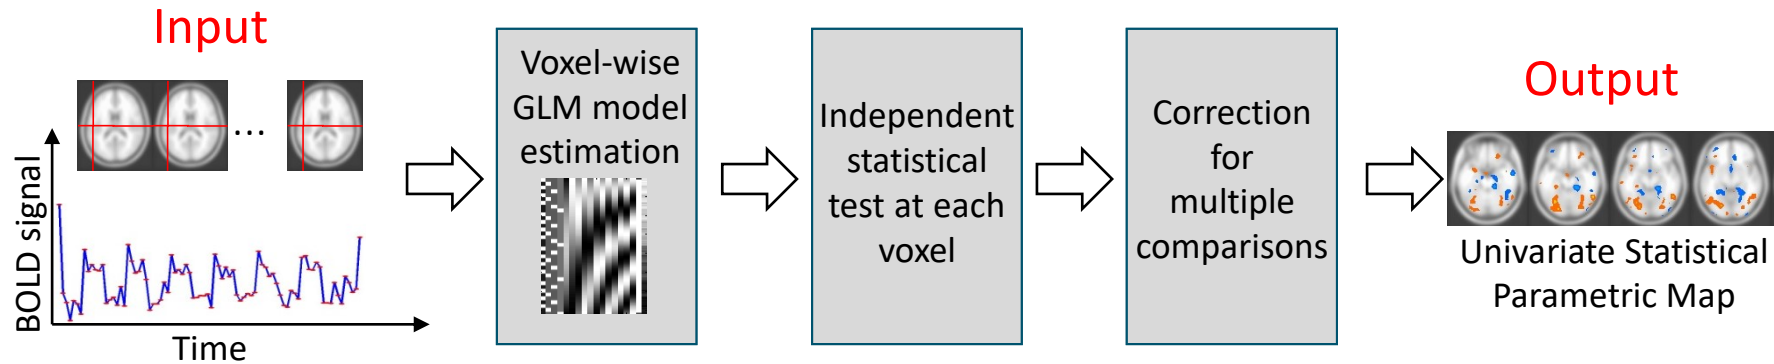 Input
...
BOLD signal
Time
Voxel-wise
GLM model
estimation
Independent
statistical
test at each
voxel
Correction
for
multiple
comparisons
Output
Univariate Statistical
Parametric Map